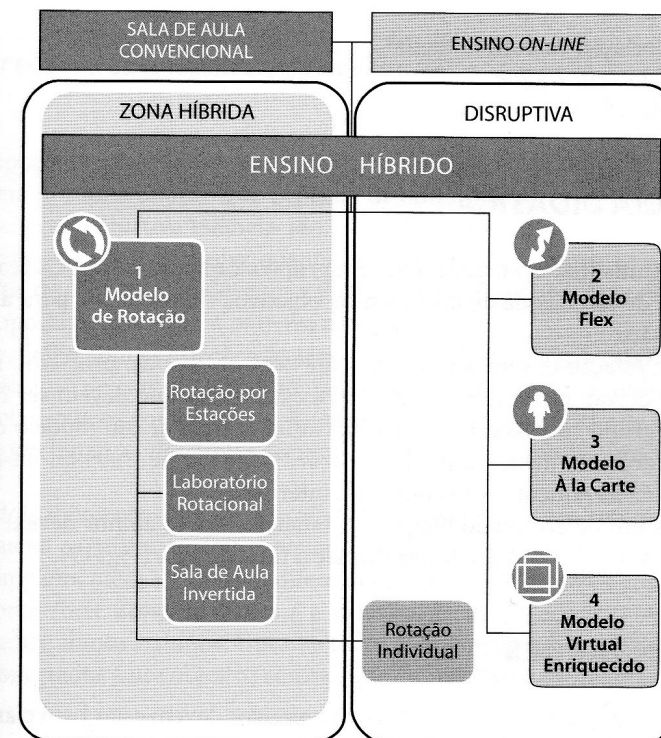 SALA DE AULA
CONVENCIONAL
ENSINO ON-LINE
ZONA HÍBRIDA
DISRUPTIVA
ENSINO HÍBRIDO
1
Modelo
de Rotação
Rotação por
Estações
Laboratório
Rotacional
Sala de Aula
Invertida
Rotação
Individual
2
Modelo
Flex
3
Modelo
À la Carte
4
Modelo
Virtual
Enriquecido